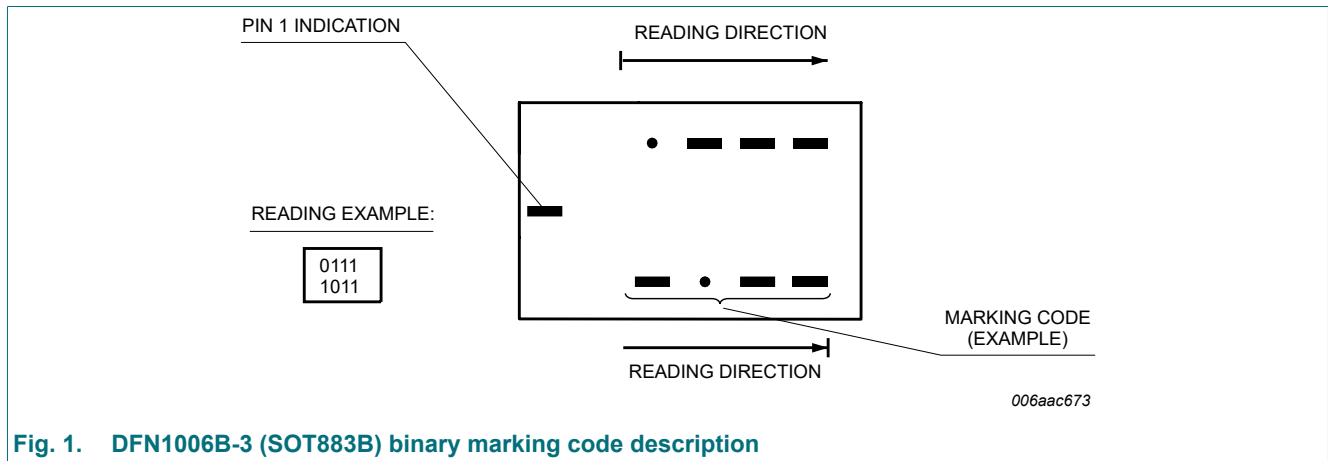 PIN 1 INDICATION
READING DIRECTION
READING EXAMPLE:
0111
1011
MARKING CODE
(EXAMPLE)
READING DIRECTION
006aac673
Fig. 1. DFN1006B-3 (SOT883B) binary marking code description